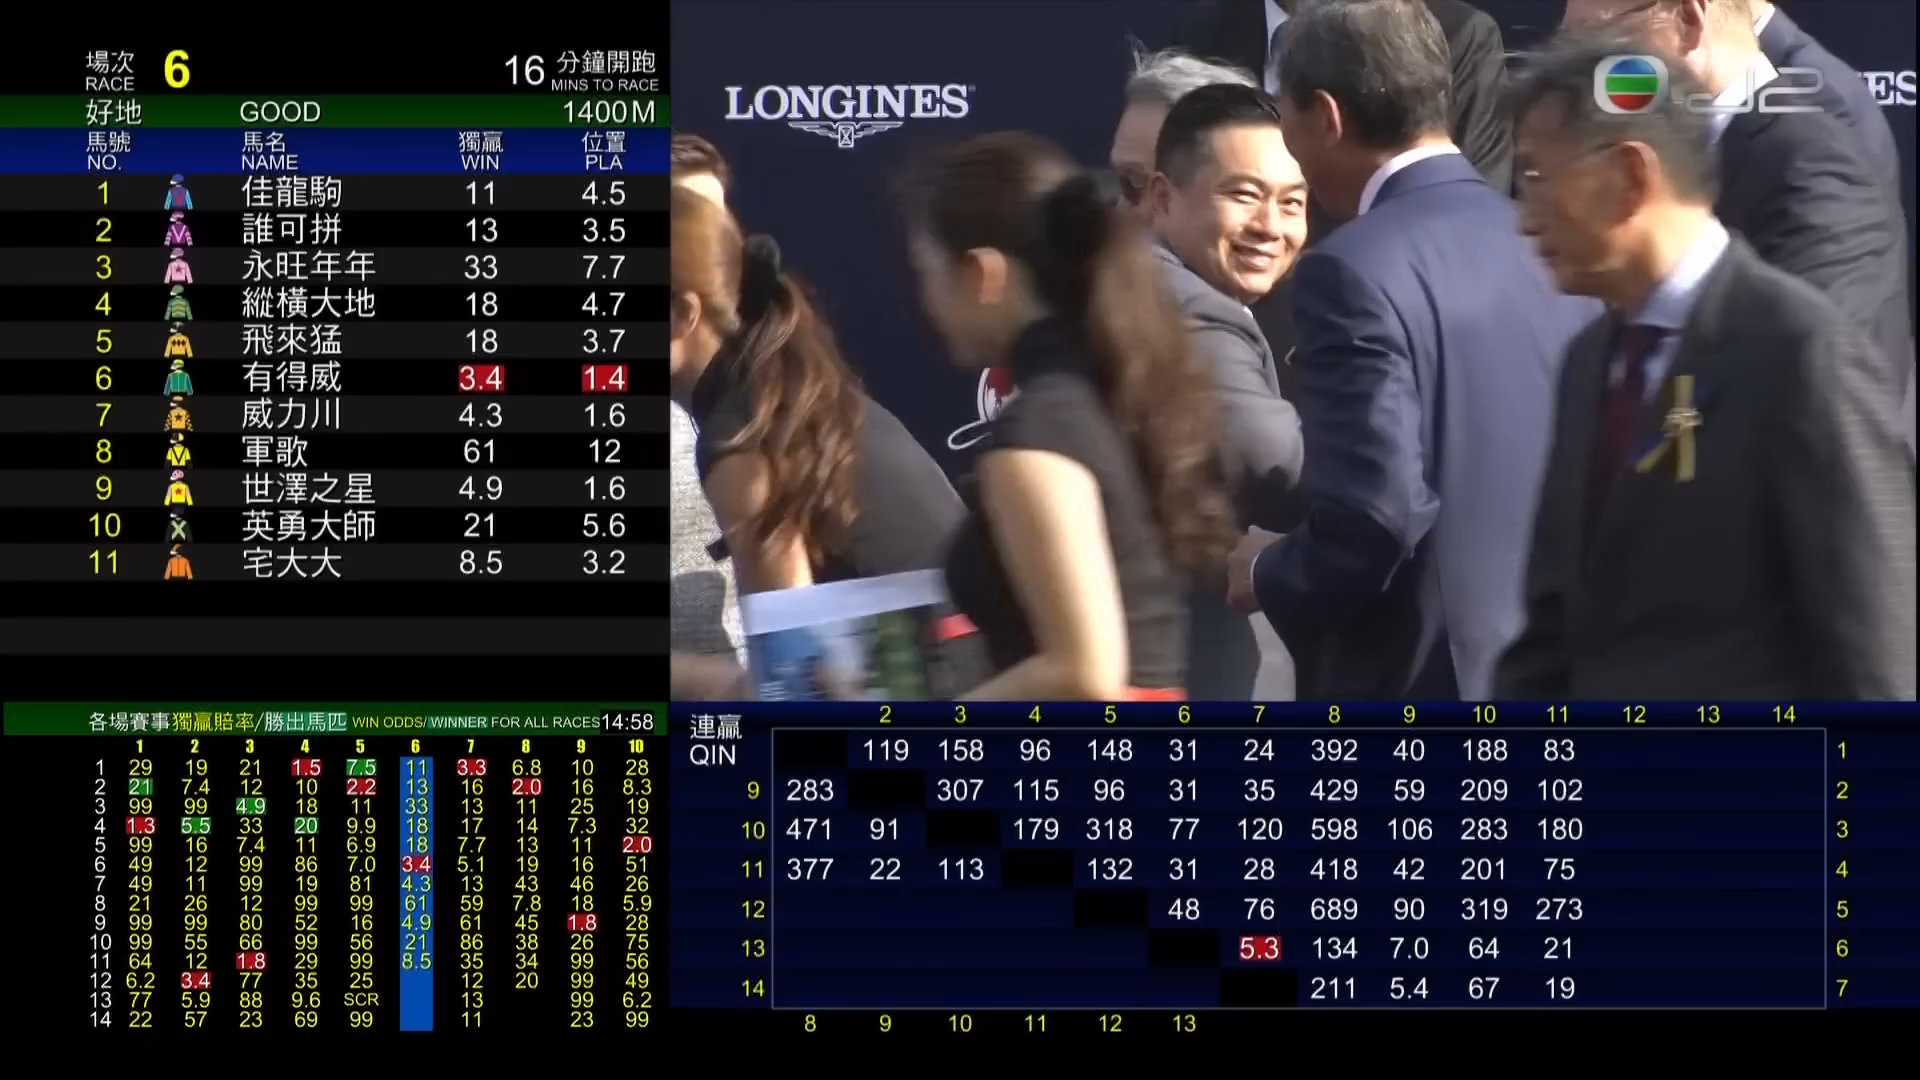 場次 6 16 分鐘開跑
RACE MINS TO RACE
好地 GOOD 1400M
馬號 馬名 獨贏 位置
NO. NAME WIN PLA
1 佳龍駒 11 4.5
2 誰可拼 13 3.5
3 永旺年年 33 7.7
4 縱橫大地 18 4.7
5 飛來猛 18 3.7
6 有得威 3.4 1.4
7 威力川 4.3 1.6
8 軍歌 61 12
9 世澤之星 4.9 1.6
10 英勇大師 21 5.6
11 宅大大 8.5 3.2
LONGINES
J2
ES
各場賽事獨贏賠率/勝出馬匹 WIN ODDS/WINNER FOR ALL RACES 14:58
1 2 3 4 5 6 7 8 9 10
1 29 19 21 1.5 7.5 11 3.3 6.8 10 28
2 21 7.4 12 10 2.2 13 16 2.0 16 8.3
3 99 99 4.9 18 11 33 13 11 25 19
4 1.3 5.5 33 20 9.9 18 17 14 7.3 32
5 99 16 7.4 11 6.9 18 7.7 13 11 2.0
6 49 12 99 86 7.0 3.4 5.1 19 16 51
7 49 11 99 19 81 4.3 13 43 46 26
8 21 26 12 99 99 61 59 7.8 18 5.9
9 99 99 80 52 16 4.9 61 45 1.8 28
10 99 55 66 99 56 21 86 38 26 75
11 64 12 1.8 29 99 8.5 35 34 99 56
12 6.2 3.4 77 35 25 12 20 99 49
13 77 5.9 88 9.6 SCR 13 99 6.2
14 22 57 23 69 99 11 23 99
連贏 2 3 4 5 6 7 8 9 10 11 12 13 14
QIN 119 158 96 148 31 24 392 40 188 83 1
9 283 307 115 96 31 35 429 59 209 102 2
10 471 91 179 318 77 120 598 106 283 180 3
11 377 22 113 132 31 28 418 42 201 75 4
12 48 76 689 90 319 273 5
13 5.3 134 7.0 64 21 6
14 211 5.4 67 19 7
8 9 10 11 12 13